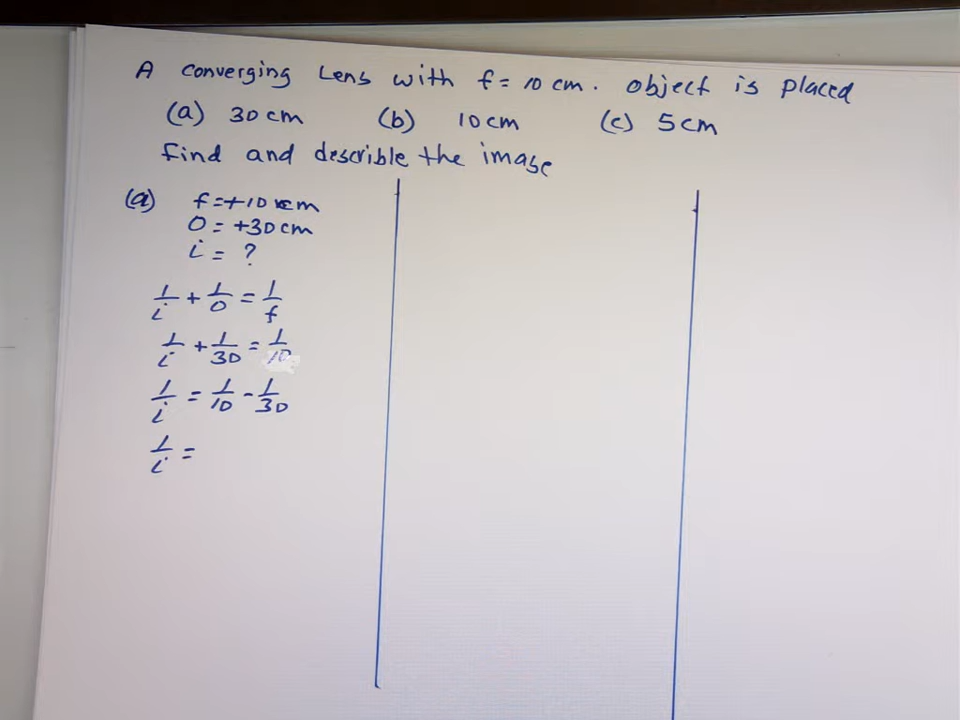 A converging Lens with f = 10 cm. object is placed
(a) 30 cm (b) 10 cm (c) 5 cm
find and describle the image
(a) f = +10 cm
O = +30 cm
i = ?
1/i + 1/O = 1/f
1/i + 1/30 = 1/10
1/i = 1/10 - 1/30
1/i =